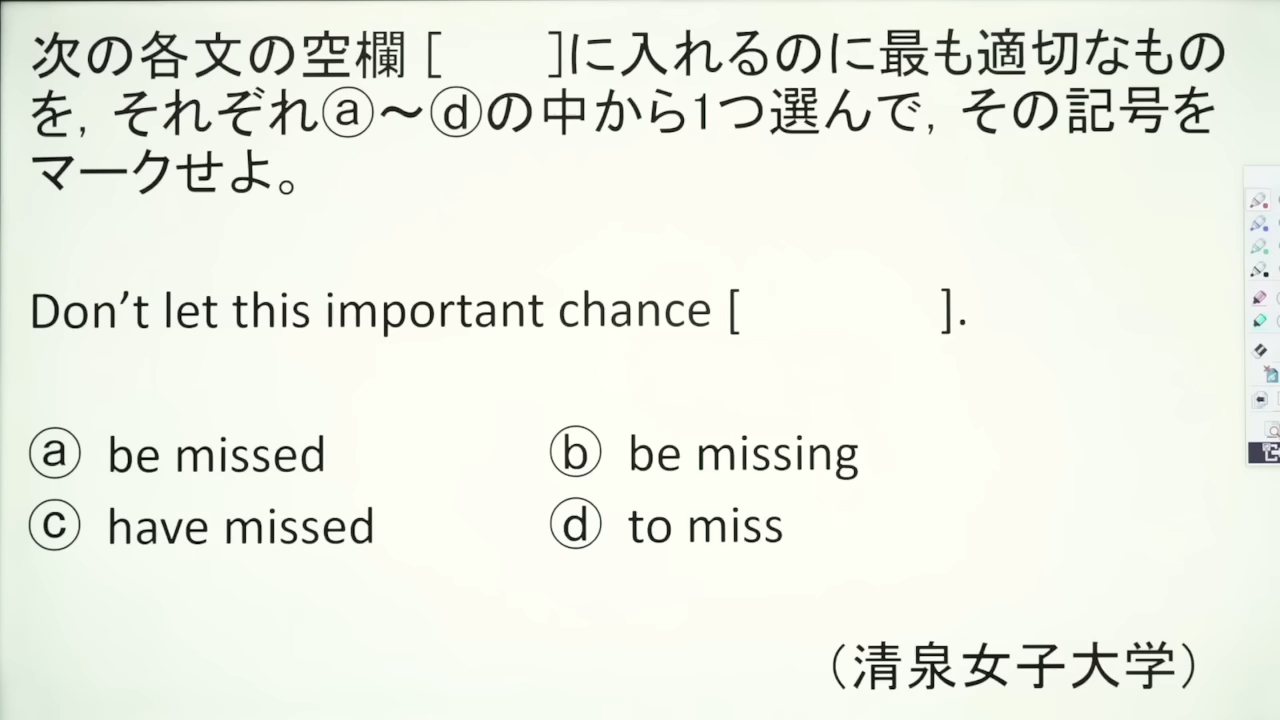 次の各文の空欄 [　　]に入れるのに最も適切なもの
を，それぞれⓐ～ⓓの中から1つ選んで，その記号を
マークせよ。
Don’t let this important chance [　　　　].
ⓐ be missed　　ⓑ be missing
ⓒ have missed　　ⓓ to miss
（清泉女子大学）